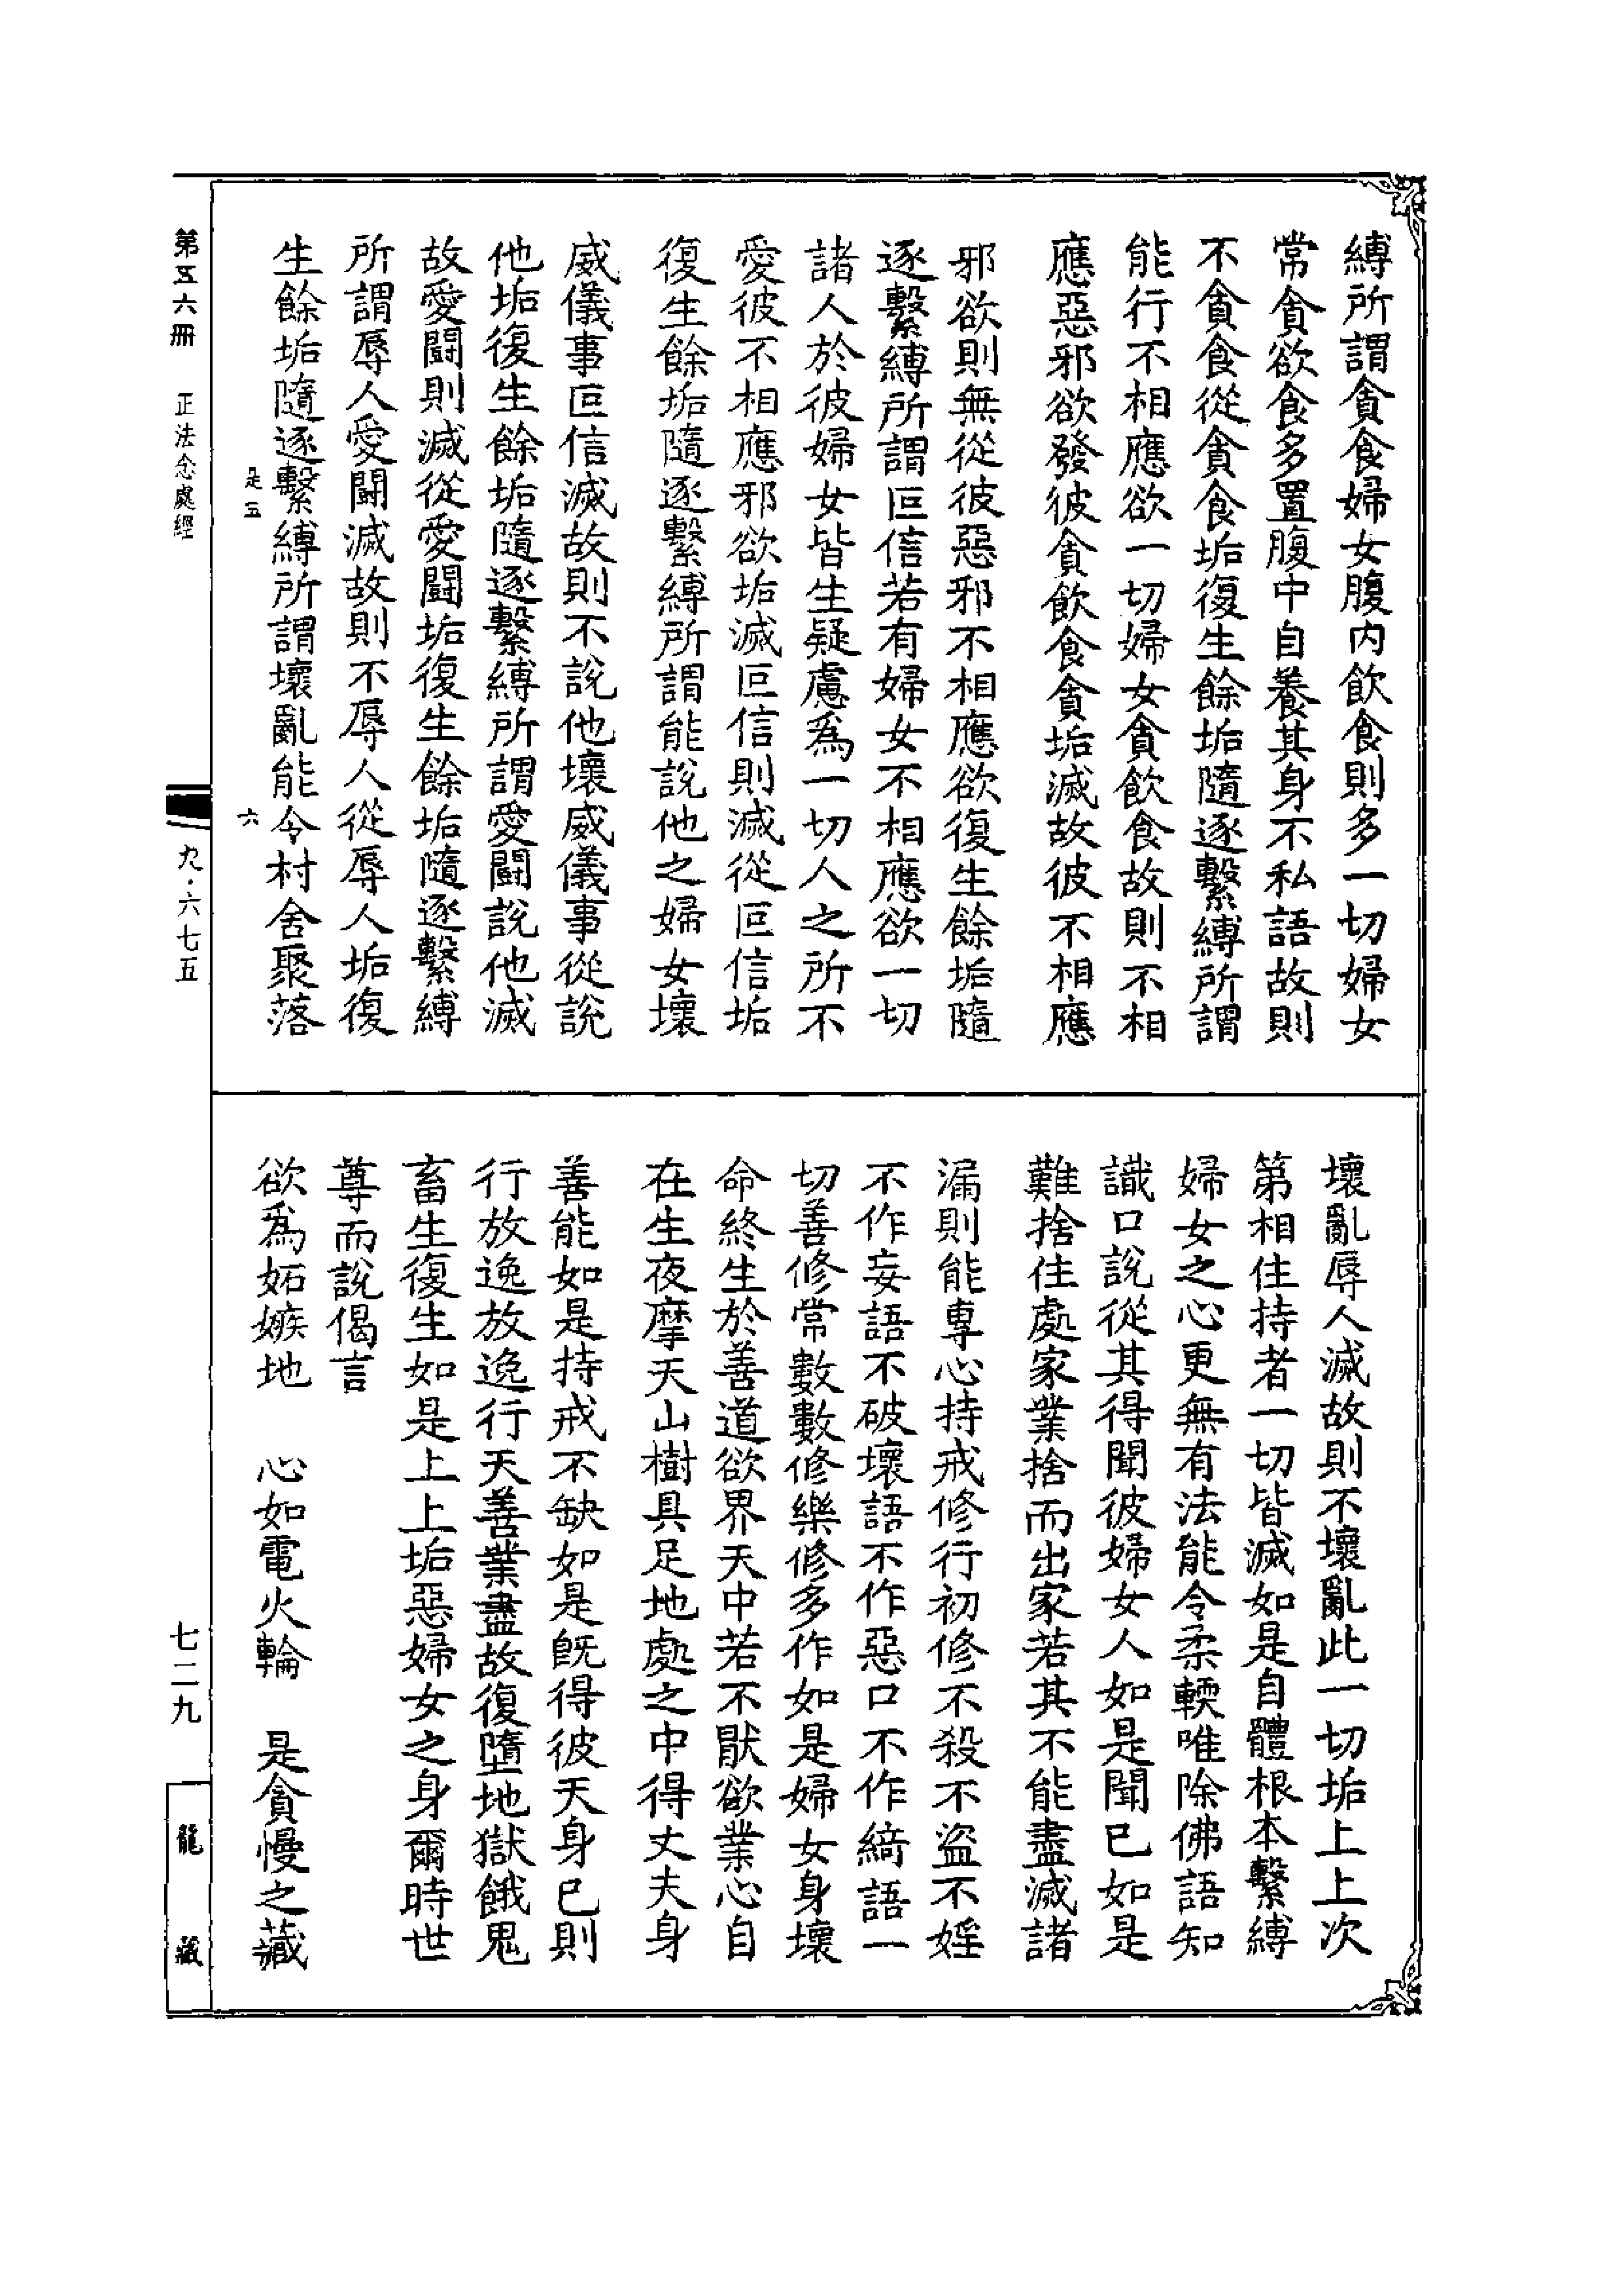 縛所謂貪食婦女腹内飲食則多一切婦女
常貪欲食多置腹中自養其身不私語故則
不貪食從貪食垢復生餘垢隨逐繫縛所謂
能行不相應欲一切婦女貪飲食故則不相
應惡邪欲發彼貪飲食貪垢滅故彼不相應
邪欲則無從彼惡邪不相應欲復生餘垢隨
逐繫縛所謂叵信若有婦女不相應欲一切
諸人於彼婦女皆生疑慮爲一切人之所不
愛彼不相應邪欲垢滅叵信則滅從叵信垢
復生餘垢隨逐繫縛所謂能說他之婦女壞
威儀事叵信滅故則不說他壞威儀事從說
他垢復生餘垢隨逐繫縛所謂愛鬪說他滅
故愛鬪則滅從愛鬪垢復生餘垢隨逐繫縛
所謂辱人愛鬪滅故則不辱人從辱人垢復
生餘垢隨逐繫縛所謂壞亂能令村舍聚落
是五
六
壞亂辱人滅故則不壞亂此一切垢上上次
第相住持者一切皆滅如是自體根本繫縛
婦女之心更無有法能令柔輭唯除佛語知
識口說從其得聞彼婦女人如是聞已如是
難捨住處家業捨而出家若其不能盡滅諸
漏則能專心持戒修行初修不殺不盜不婬
不作妄語不破壞語不作惡口不作綺語一
切善修常數數修樂修多作如是婦女身壞
命終生於善道欲界天中若不猒欲業心自
在生夜摩天山樹具足地處之中得丈夫身
善能如是持戒不缺如是旣得彼天身已則
行放逸放逸行天善業盡故復墮地獄餓鬼
畜生復生如是上上垢惡婦女之身爾時世
尊而說偈言
欲爲妬嫉地　心如電火輪　是貪慢之藏
第五六冊　正法念處經
九·六七五
七二九
龍藏